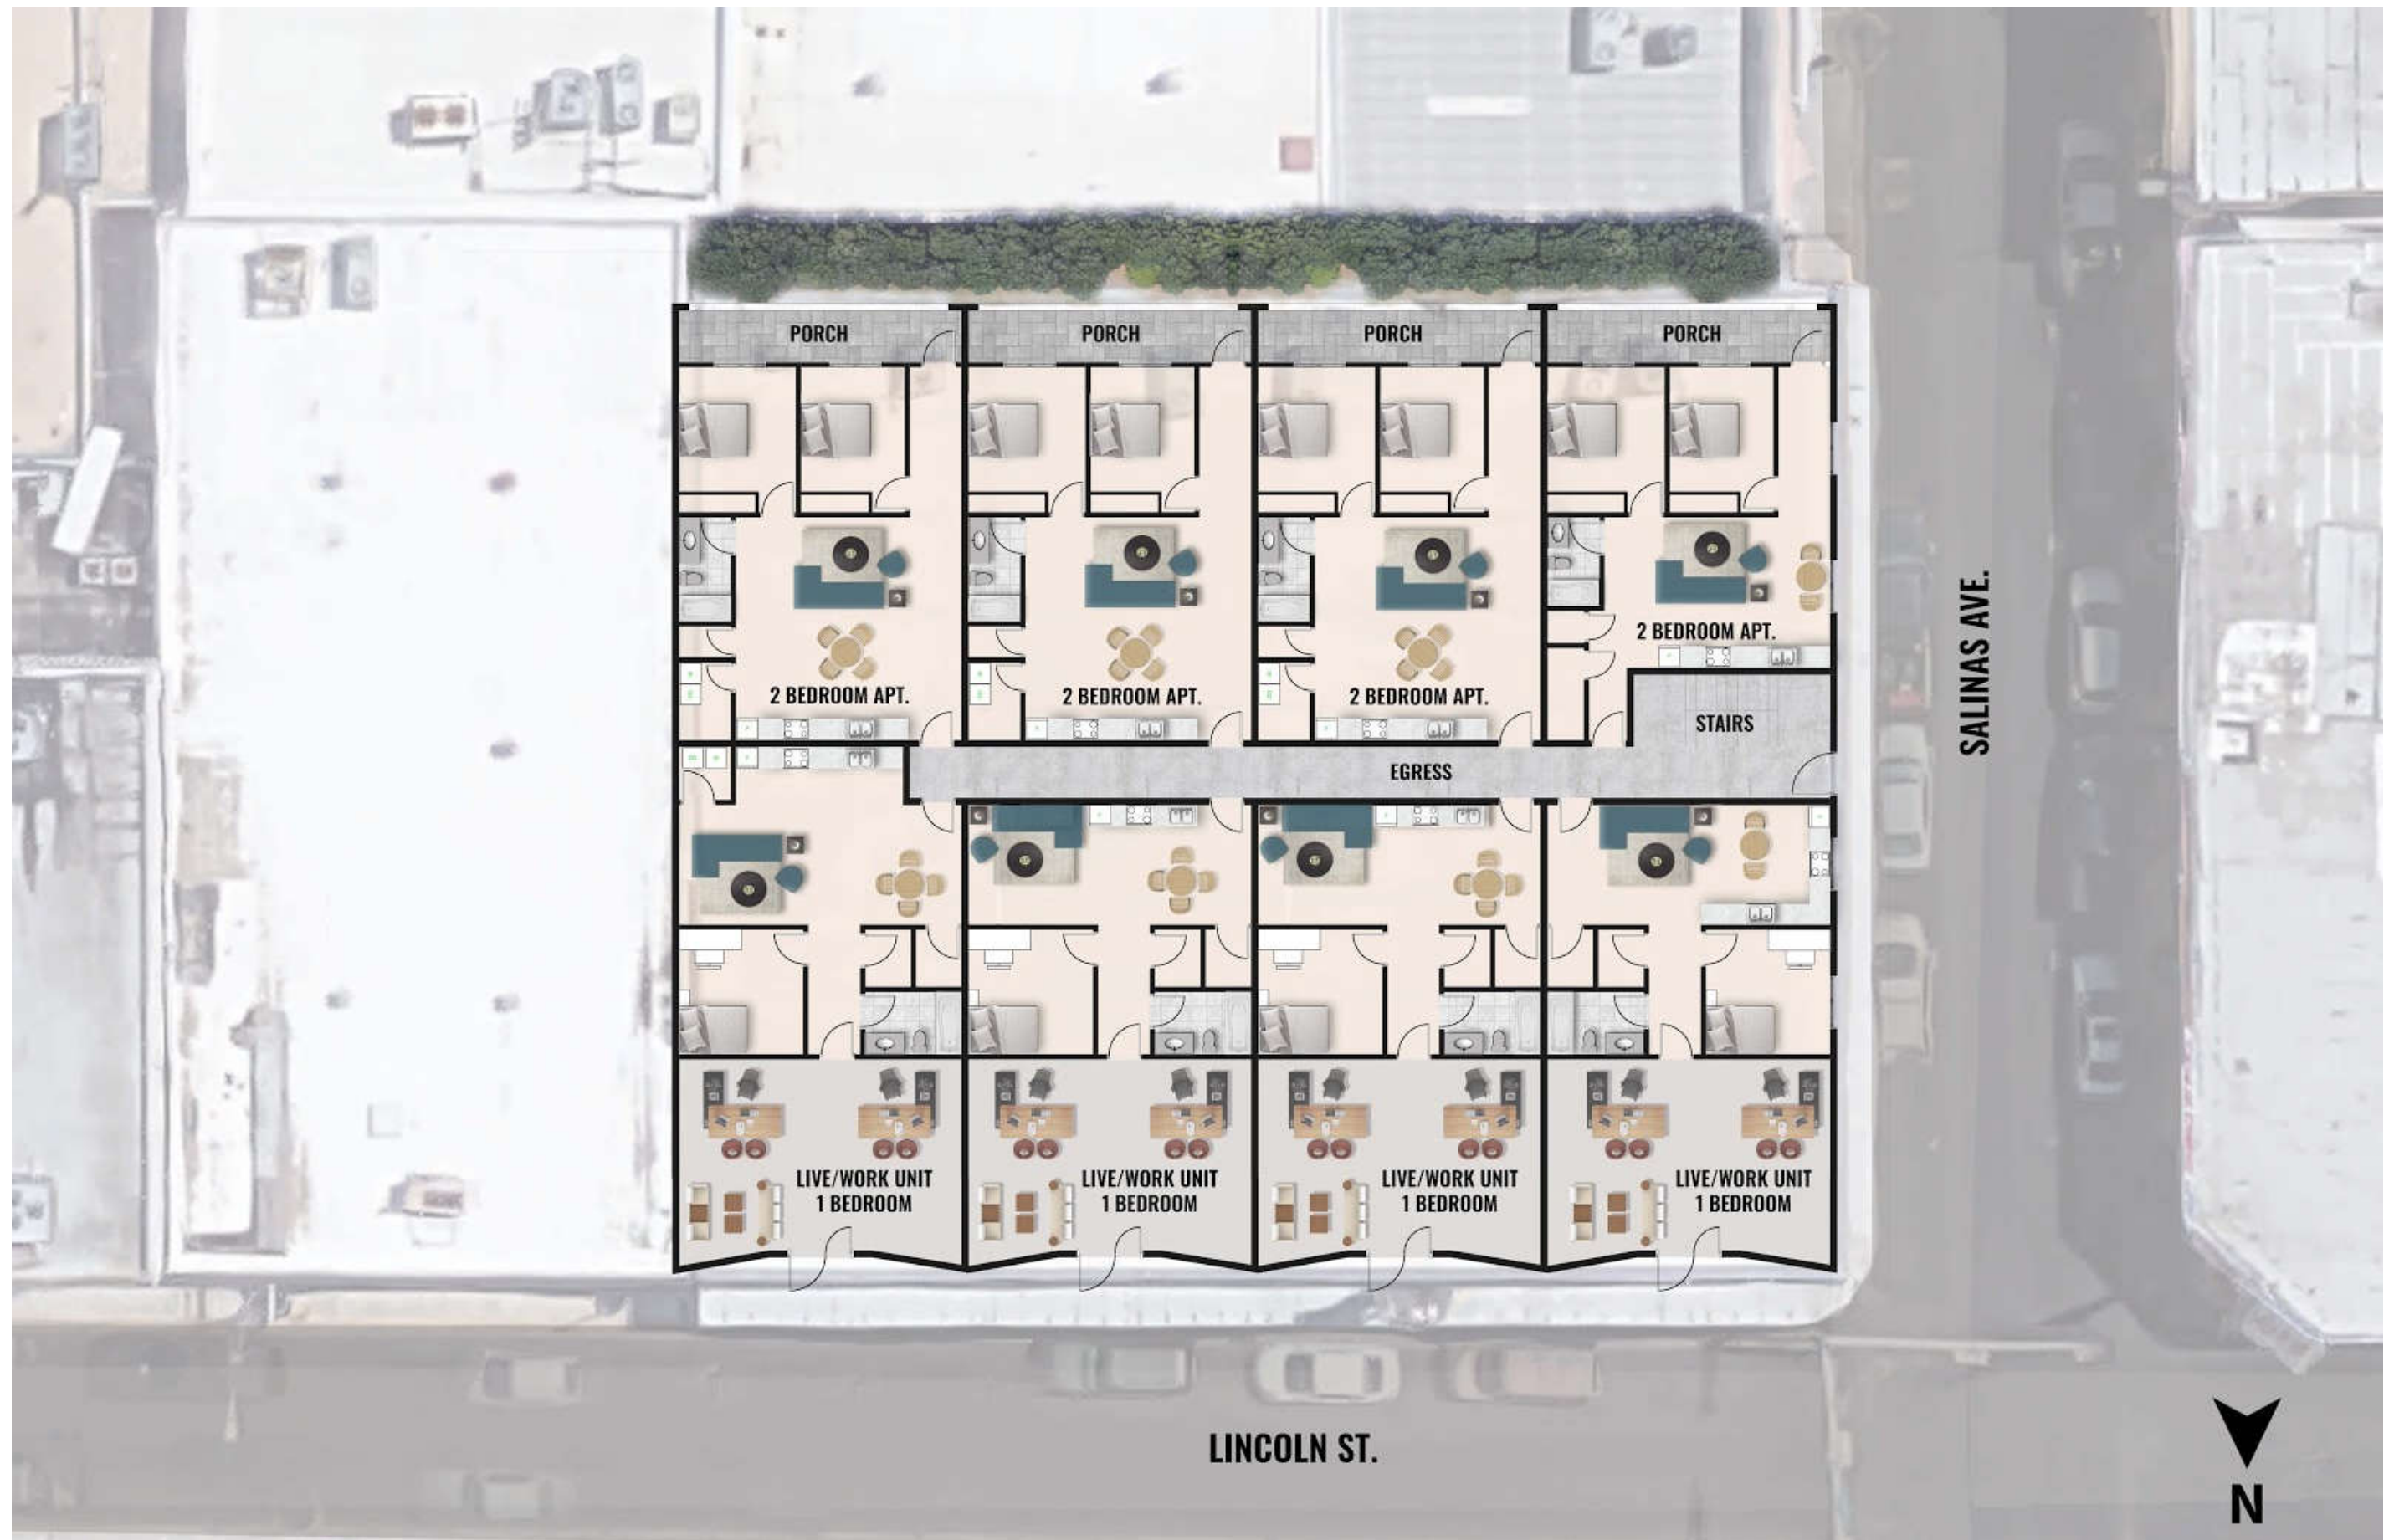 PORCH
PORCH
PORCH
PORCH
2 BEDROOM APT.
2 BEDROOM APT.
2 BEDROOM APT.
2 BEDROOM APT.
STAIRS
EGRESS
SALINAS AVE.
LIVE/WORK UNIT
1 BEDROOM
LIVE/WORK UNIT
1 BEDROOM
LIVE/WORK UNIT
1 BEDROOM
LIVE/WORK UNIT
1 BEDROOM
LINCOLN ST.
N